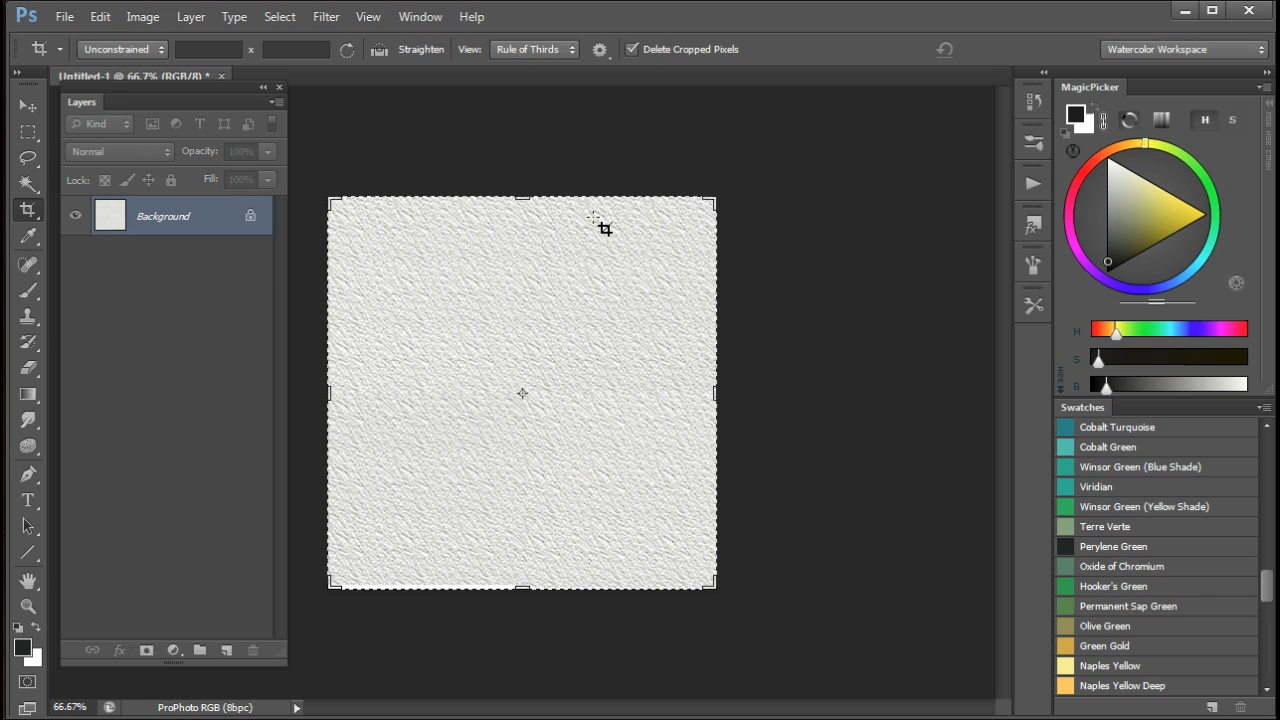 Ps File Edit Image Layer Type Select Filter View Window Help
Unconstrained x Straighten View: Rule of Thirds Delete Cropped Pixels Watercolor Workspace
Untitled-1 @ 66.7% (RGB/8) * ×
Layers
Kind T
Normal Opacity: 100%
Lock: Fill: 100%
Background
T
66.67% ProPhoto RGB (8bpc)
MagicPicker
H S
H
S
B
HIDE
RGB HSB CMYK
Swatches
Cobalt Turquoise
Cobalt Green
Winsor Green (Blue Shade)
Viridian
Winsor Green (Yellow Shade)
Terre Verte
Perylene Green
Oxide of Chromium
Hooker's Green
Permanent Sap Green
Olive Green
Green Gold
Naples Yellow
Naples Yellow Deep